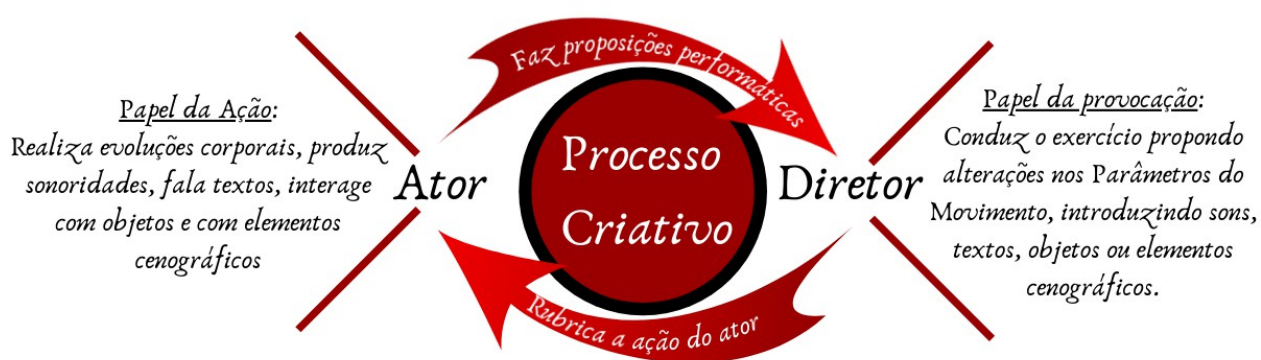 Faz proposições performáticas
Papel da Ação:
Realiza evoluções corporais, produz
sonoridades, fala textos, interage
com objetos e com elementos
cenográficos
Ator
Processo
Criativo
Diretor
Papel da provocação:
Conduz o exercício propondo
alterações nos Parâmetros do
Movimento, introduzindo sons,
textos, objetos ou elementos
cenográficos.
Rubrica a ação do ator